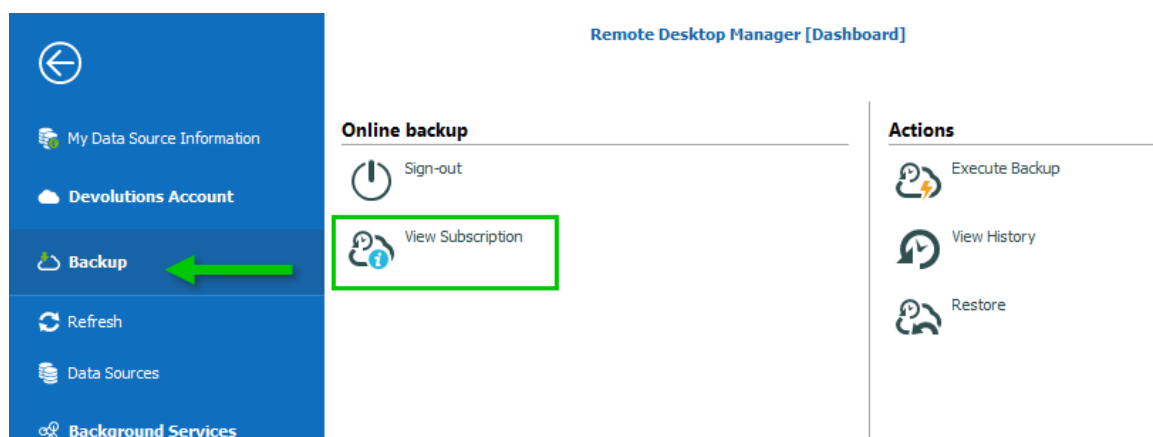 Remote Desktop Manager [Dashboard]
My Data Source Information
Devolutions Account
Backup
Refresh
Data Sources
Background Services
Online backup
Sign-out
View Subscription
Actions
Execute Backup
View History
Restore